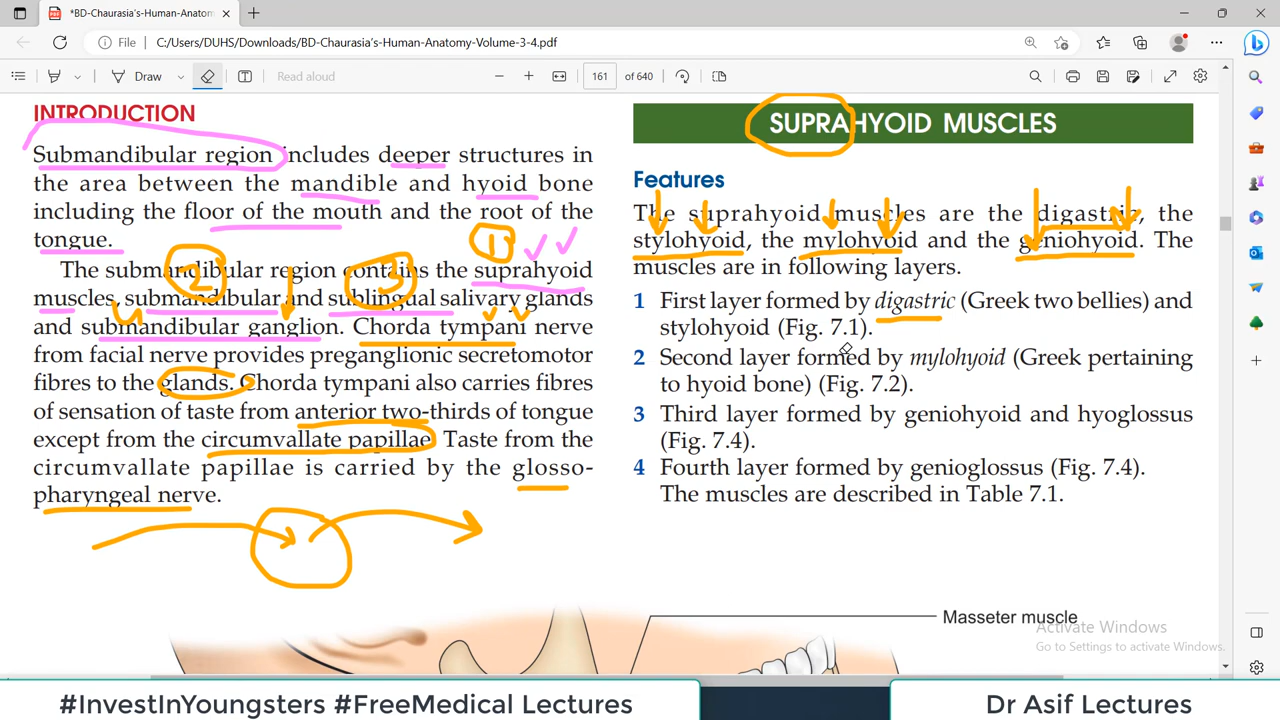 *BD-Chaurasia's-Human-Anatom
File
C:/Users/DUHS/Downloads/BD-Chaurasia's-Human-Anatomy-Volume-3-4.pdf
Draw
Read aloud
161
of 640
INTRODUCTION
Submandibular region includes deeper structures in
the area between the mandible and hyoid bone
including the floor of the mouth and the root of the
tongue.
The submandibular region contains the suprahyoid
muscles, submandibular and sublingual salivary glands
and submandibular ganglion. Chorda tympani nerve
from facial nerve provides preganglionic secretomotor
fibres to the glands. Chorda tympani also carries fibres
of sensation of taste from anterior two-thirds of tongue
except from the circumvallate papillae. Taste from the
circumvallate papillae is carried by the glosso-
pharyngeal nerve.
1
2
3
4
SUPRAHYOID MUSCLES
Features
The suprahyoid muscles are the digastric, the
stylohyoid, the mylohyoid and the geniohyoid. The
muscles are in following layers.
1 First layer formed by digastric (Greek two bellies) and
stylohyoid (Fig. 7.1).
2 Second layer formed by mylohyoid (Greek pertaining
to hyoid bone) (Fig. 7.2).
3 Third layer formed by geniohyoid and hyoglossus
(Fig. 7.4).
4 Fourth layer formed by genioglossus (Fig. 7.4).
The muscles are described in Table 7.1.
Masseter muscle
Activate Windows
Go to Settings to activate Windows.
#InvestInYoungsters #FreeMedical Lectures
Dr Asif Lectures